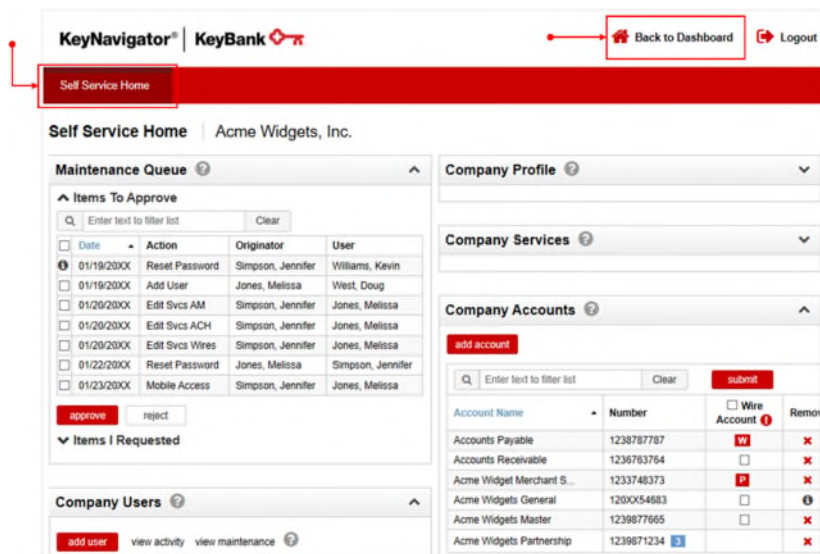 KeyNavigator® | KeyBank
Back to Dashboard
Logout
Self Service Home
Self Service Home | Acme Widgets, Inc.
Maintenance Queue ?
Items To Approve
Enter text to filter list Clear
Date Action Originator User
01/19/20XX Reset Password Simpson, Jennifer Williams, Kevin
01/19/20XX Add User Jones, Melissa West, Doug
01/20/20XX Edit Svcs AM Simpson, Jennifer Jones, Melissa
01/20/20XX Edit Svcs ACH Simpson, Jennifer Jones, Melissa
01/20/20XX Edit Svcs Wires Simpson, Jennifer Jones, Melissa
01/22/20XX Reset Password Jones, Melissa Simpson, Jennifer
01/23/20XX Mobile Access Simpson, Jennifer Jones, Melissa
approve reject
Items I Requested
Company Users ?
add user view activity view maintenance ?
Company Profile ?
Company Services ?
Company Accounts ?
add account
Enter text to filter list Clear submit
Account Name Number Wire Account Remov
Accounts Payable 1238787787 W
Accounts Receivable 1236763764
Acme Widget Merchant S... 1233748373 P
Acme Widgets General 120XX54683
Acme Widgets Master 1239877665
Acme Widgets Partnership 1239871234 3